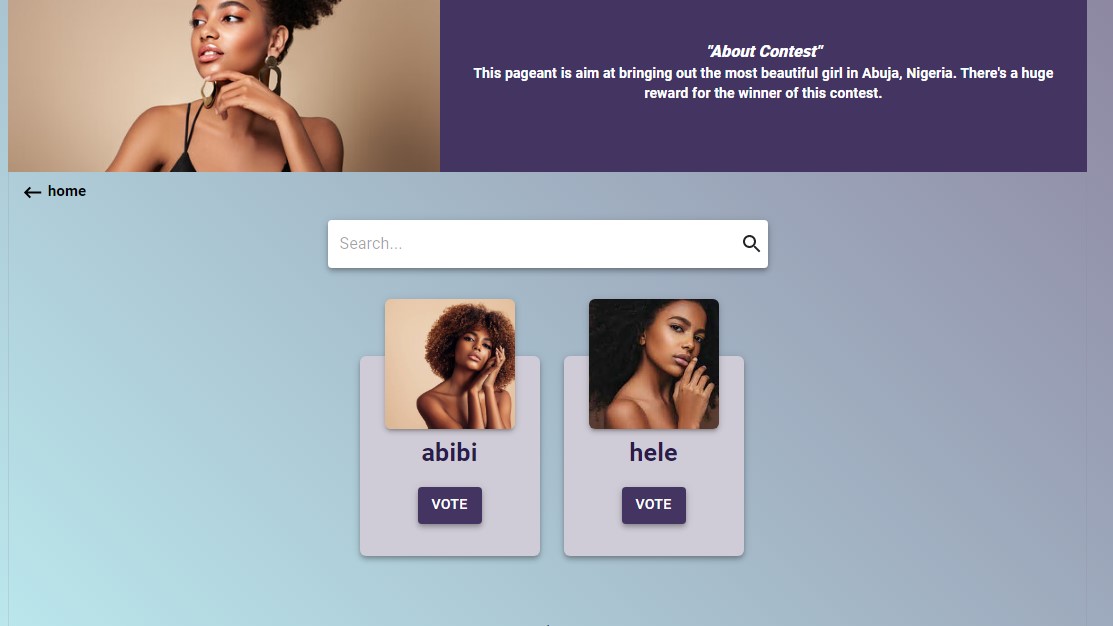 "About Contest"
This pageant is aim at bringing out the most beautiful girl in Abuja, Nigeria. There's a huge
reward for the winner of this contest.
home
Search...
abibi
hele
VOTE
VOTE